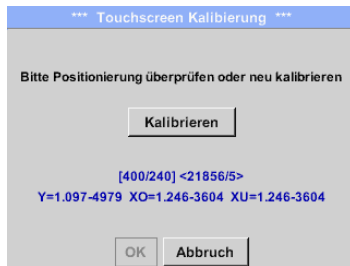 *** Touchscreen Kalibierung ***
Bitte Positionierung überprüfen oder neu kalibrieren
Kalibrieren
[400/240] <21856/5>
Y=1.097-4979 XO=1.246-3604 XU=1.246-3604
OK Abbruch